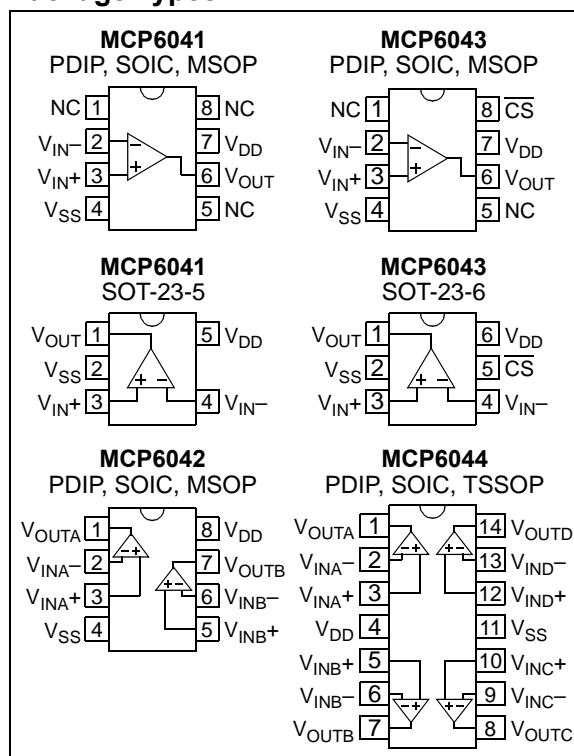 MCP6041 MCP6043
PDIP, SOIC, MSOP PDIP, SOIC, MSOP
NC 1 8 NC NC 1 8 C̅S̅
VIN– 2 – 7 VDD VIN– 2 – 7 VDD
VIN+ 3 + 6 VOUT VIN+ 3 + 6 VOUT
VSS 4 5 NC VSS 4 5 NC
MCP6041 MCP6043
SOT-23-5 SOT-23-6
VOUT 1 5 VDD VOUT 1 6 VDD
VSS 2 + – VSS 2 + – 5 C̅S̅
VIN+ 3 4 VIN– VIN+ 3 4 VIN–
MCP6042 MCP6044
PDIP, SOIC, MSOP PDIP, SOIC, TSSOP
VOUTA 1 8 VDD VOUTA 1 14 VOUTD
VINA– 2 –+ 7 VOUTB VINA– 2 –+ +– 13 VIND–
VINA+ 3 +– 6 VINB– VINA+ 3 12 VIND+
VSS 4 5 VINB+ VDD 4 11 VSS
VINB+ 5 10 VINC+
VINB– 6 –+ +– 9 VINC–
VOUTB 7 8 VOUTC